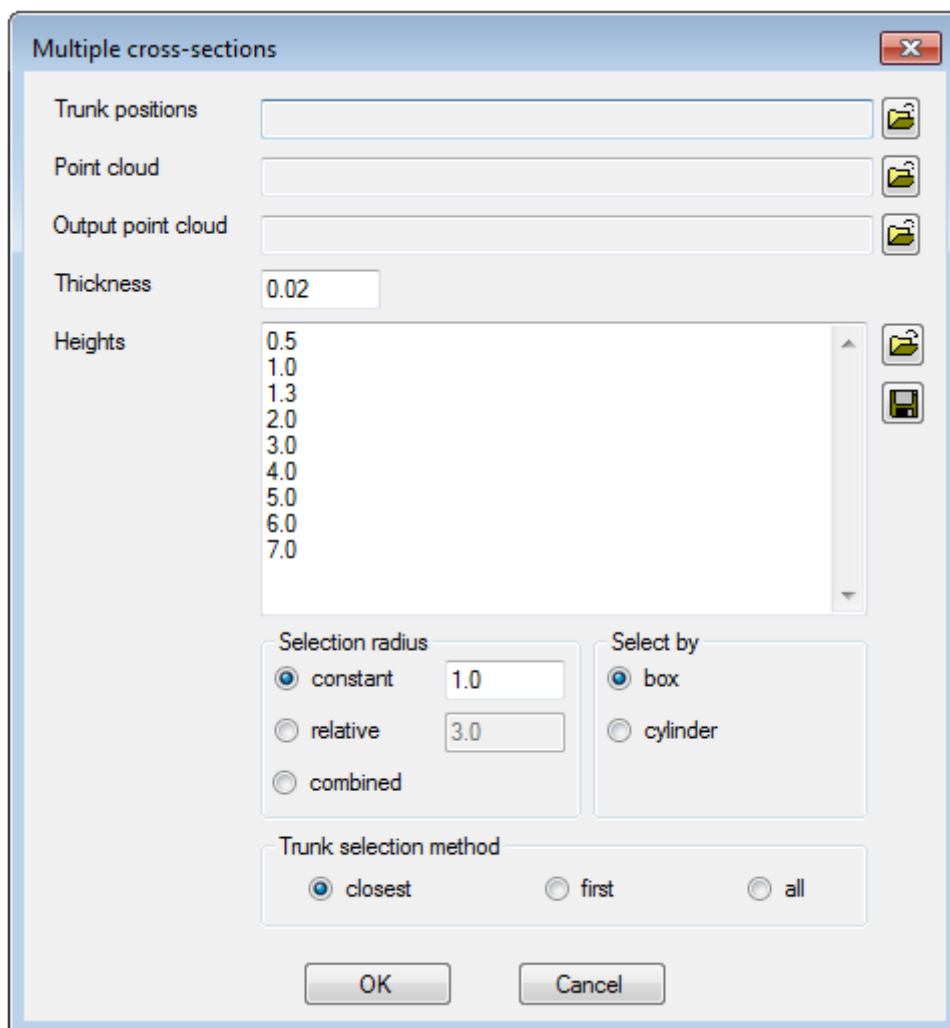 Multiple cross-sections
Trunk positions
Point cloud
Output point cloud
Thickness
0.02
Heights
0.5
1.0
1.3
2.0
3.0
4.0
5.0
6.0
7.0
Selection radius
constant
1.0
relative
3.0
combined
Select by
box
cylinder
Trunk selection method
closest
first
all
OK
Cancel